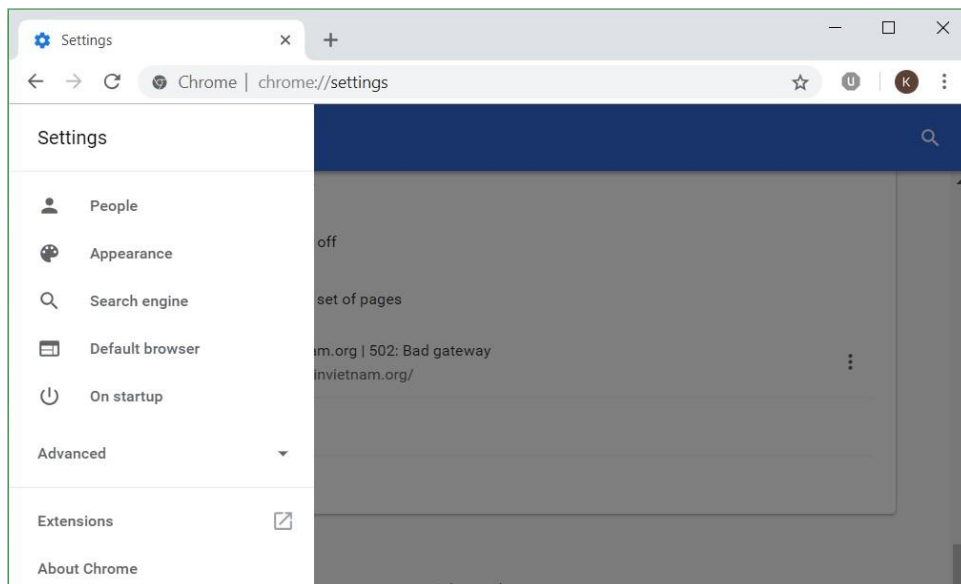 Settings
Chrome | chrome://settings
K
Settings
People
Appearance
off
Search engine
set of pages
Default browser
am.org | 502: Bad gateway
invietnam.org/
On startup
Advanced
Extensions
About Chrome